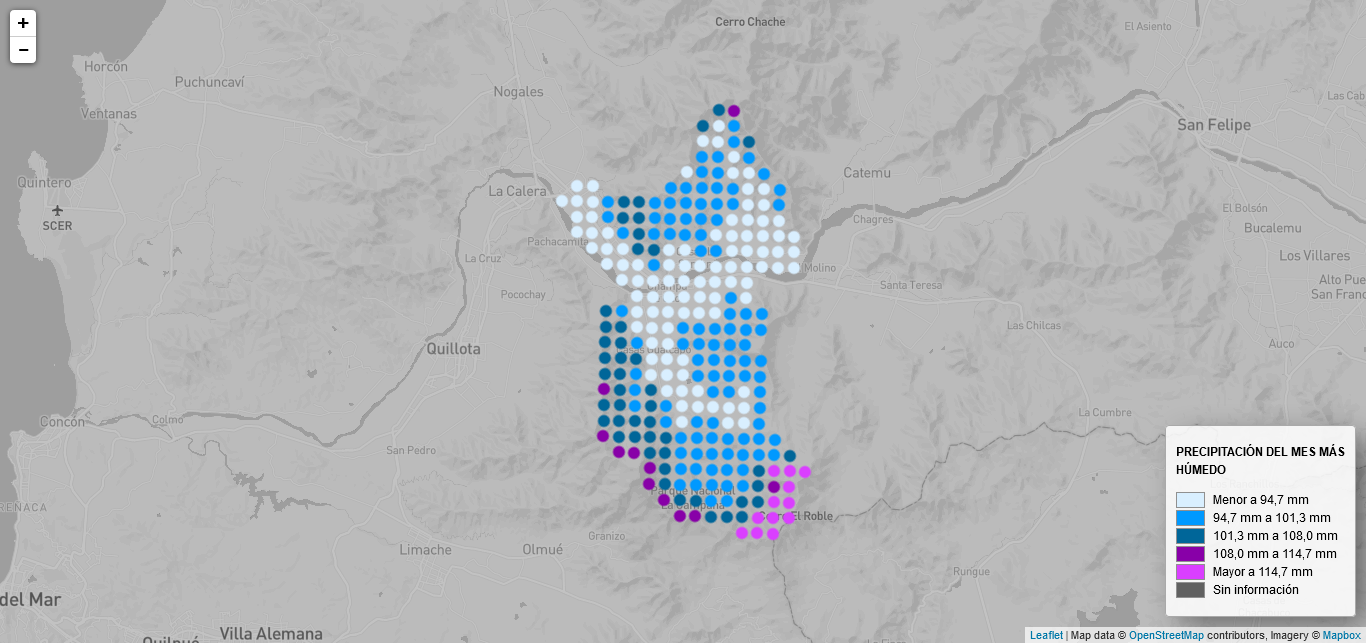 +
−
Cerro Chache
El Asiento
Horcón
Puchuncaví
Nogales
Las Cab
Ventanas
San Felipe
Catemu
Quintero
La Calera
SCER
El Bolsón
Chagres
Bucalemu
Pachacamita
La Cruz
Molino
Los Villares
Santa Teresa
Alto Pue
San Franc
Pocochay
Las Chilcas
Quillota
Auco
La Cumbre
Concón
Colmo
San Pedro
PRECIPITACIÓN DEL MES MÁS
HÚMEDO
Menor a 94,7 mm
94,7 mm a 101,3 mm
101,3 mm a 108,0 mm
108,0 mm a 114,7 mm
Mayor a 114,7 mm
Sin información
Parque Nacional
La Campana
Cerro El Roble
RENACA
Granizo
Limache
Olmué
Rungue
del Mar
Villa Alemana
Quilpué
Leaflet | Map data © OpenStreetMap contributors, Imagery © Mapbox